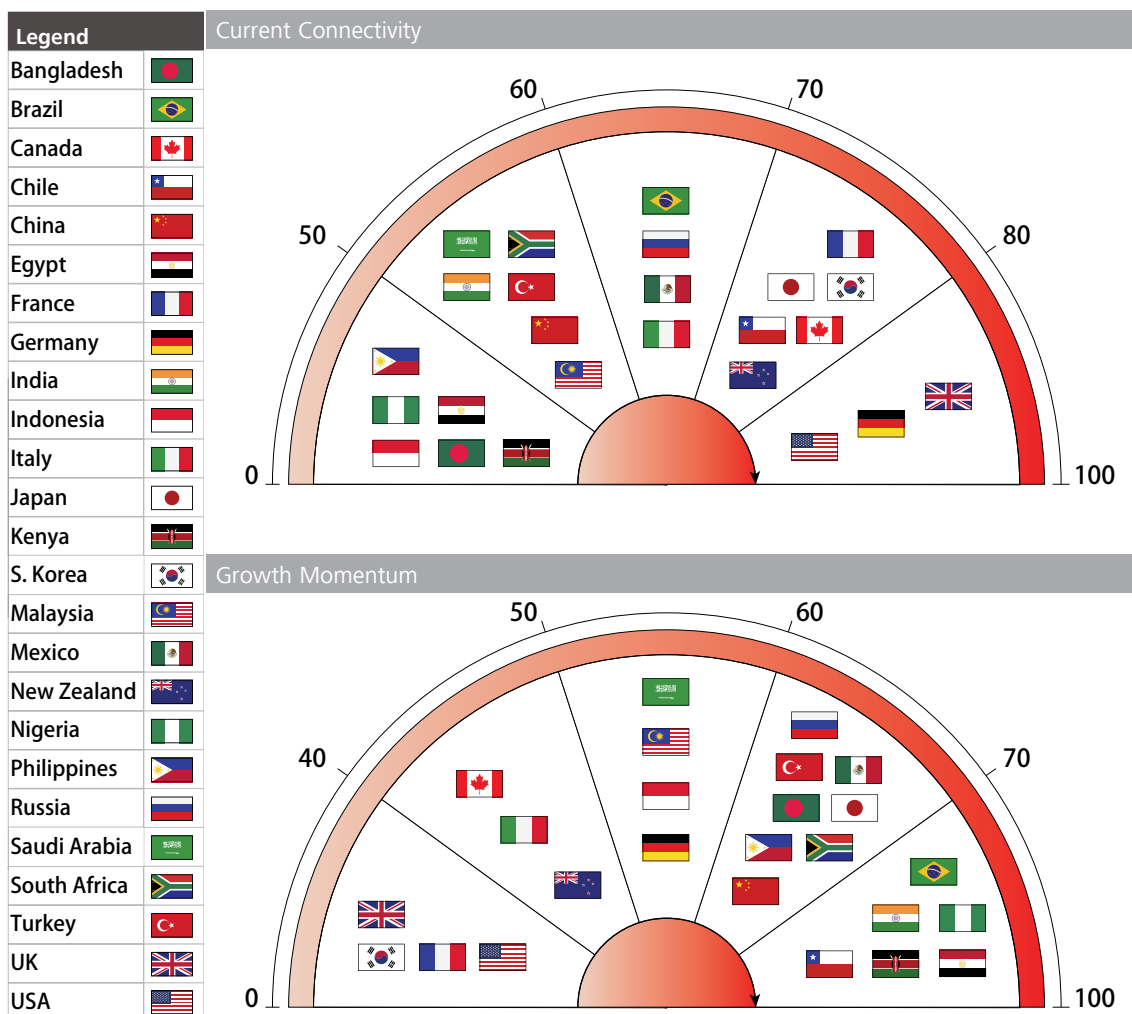 Legend
Bangladesh
Brazil
Canada
Chile
China
Egypt
France
Germany
India
Indonesia
Italy
Japan
Kenya
S. Korea
Malaysia
Mexico
New Zealand
Nigeria
Philippines
Russia
Saudi Arabia
South Africa
Turkey
UK
USA
Current Connectivity
0
50
60
70
80
100
Growth Momentum
0
40
50
60
70
100